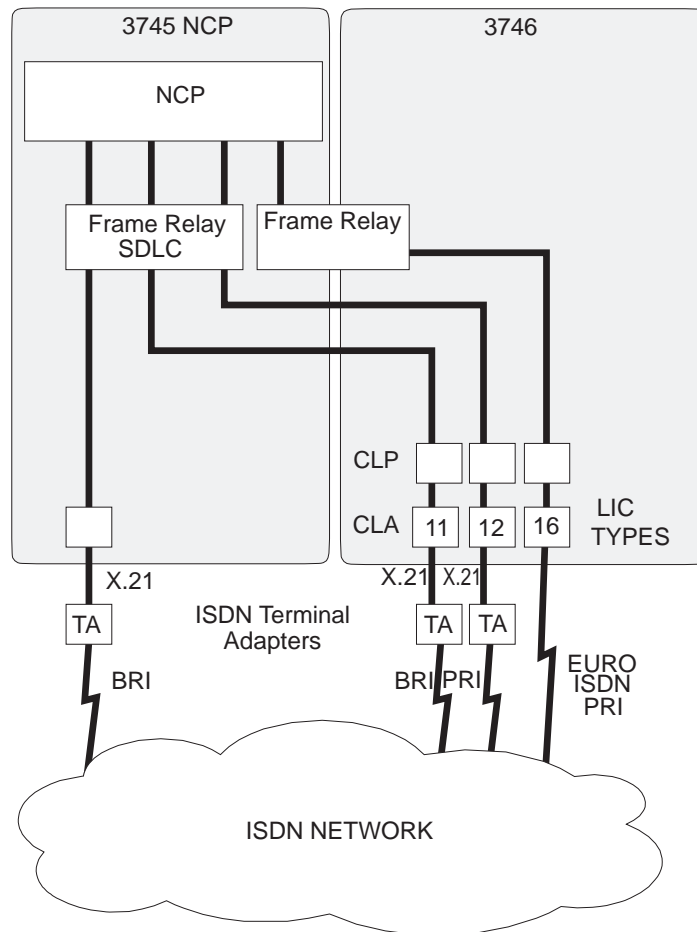 3745 NCP
3746
NCP
Frame Relay
SDLC
Frame Relay
CLP
CLA
11
12
16
LIC
TYPES
X.21
X.21
X.21
TA
ISDN Terminal
Adapters
TA
TA
BRI
BRI
PRI
EURO
ISDN
PRI
ISDN NETWORK